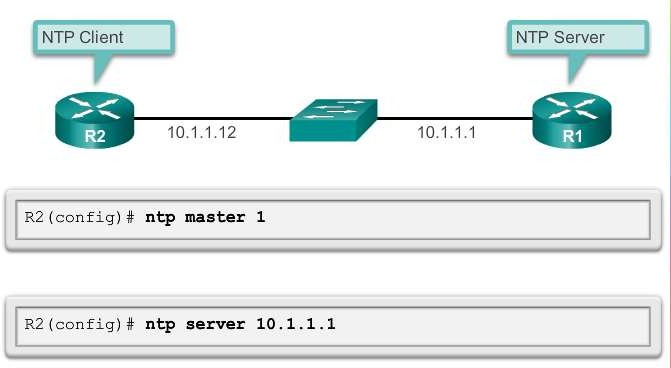 NTP Client
NTP Server
R2
10.1.1.12
10.1.1.1
R1
R2(config)# ntp master 1
R2(config)# ntp server 10.1.1.1